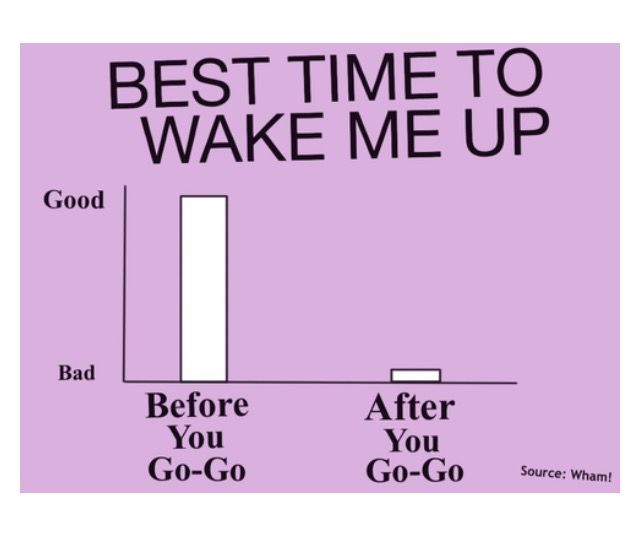 BEST TIME TO
WAKE ME UP
Good
Bad
Before
You
Go-Go
After
You
Go-Go
Source: Wham!